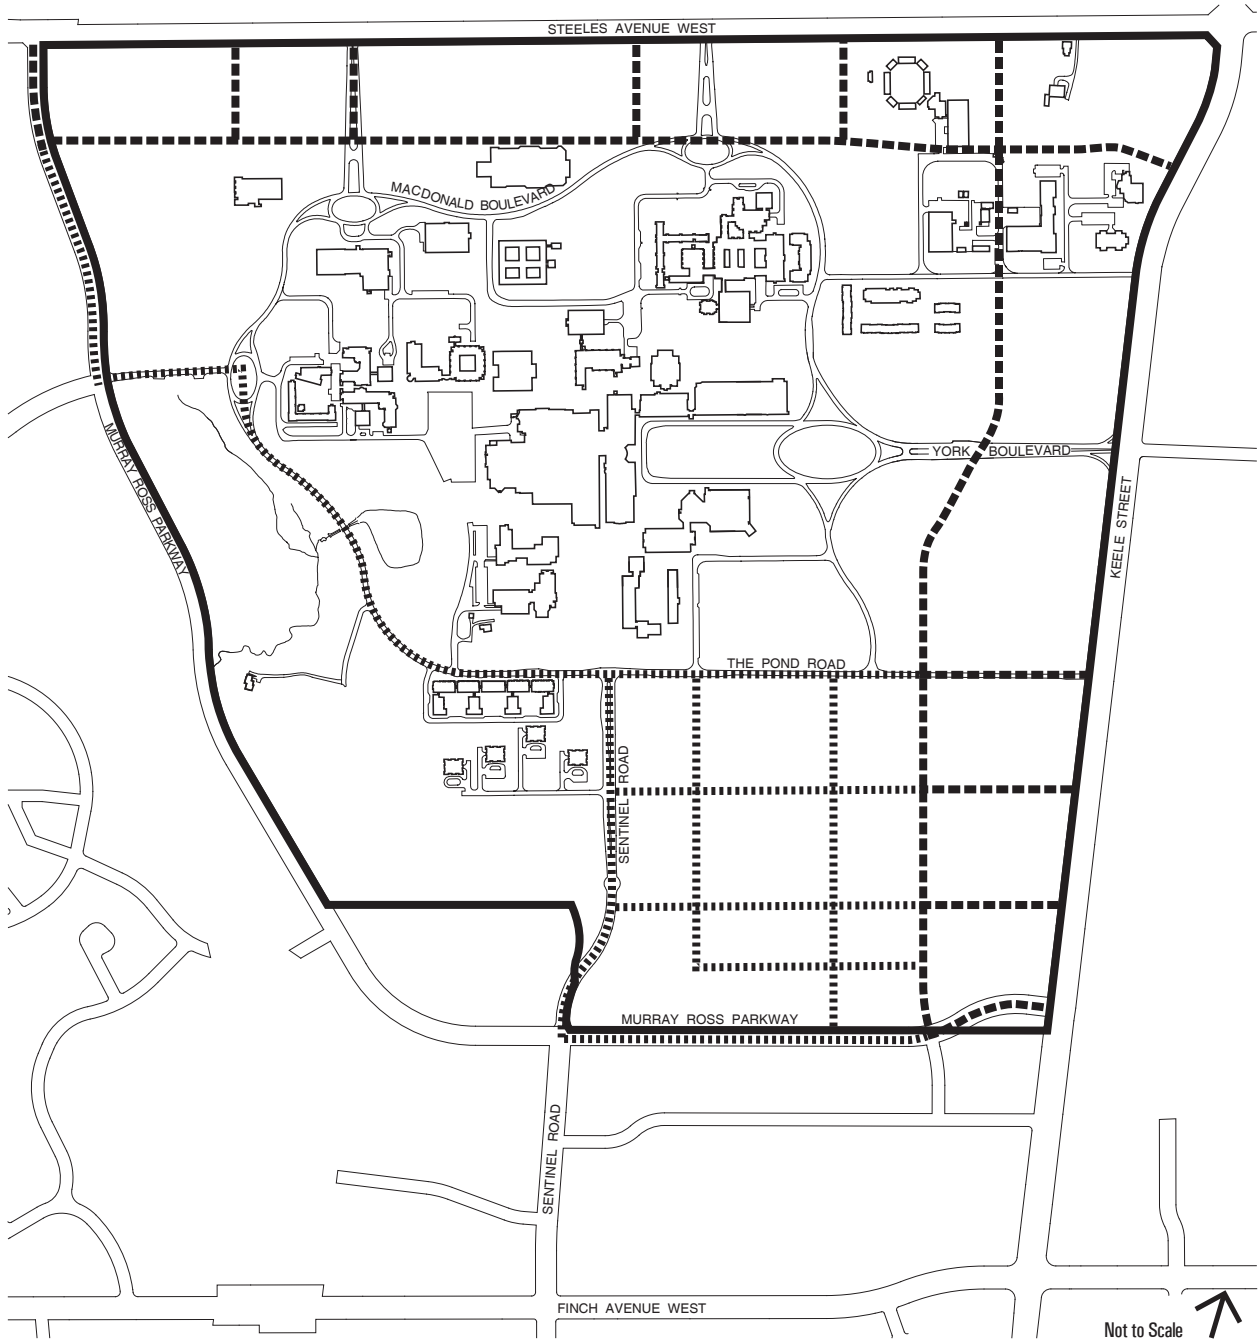 STEELES AVENUE WEST
MACDONALD BOULEVARD
MURRAY ROSS PARKWAY
YORK BOULEVARD
KEELE STREET
THE POND ROAD
SENTINEL ROAD
MURRAY ROSS PARKWAY
SENTINEL ROAD
FINCH AVENUE WEST
Not to Scale